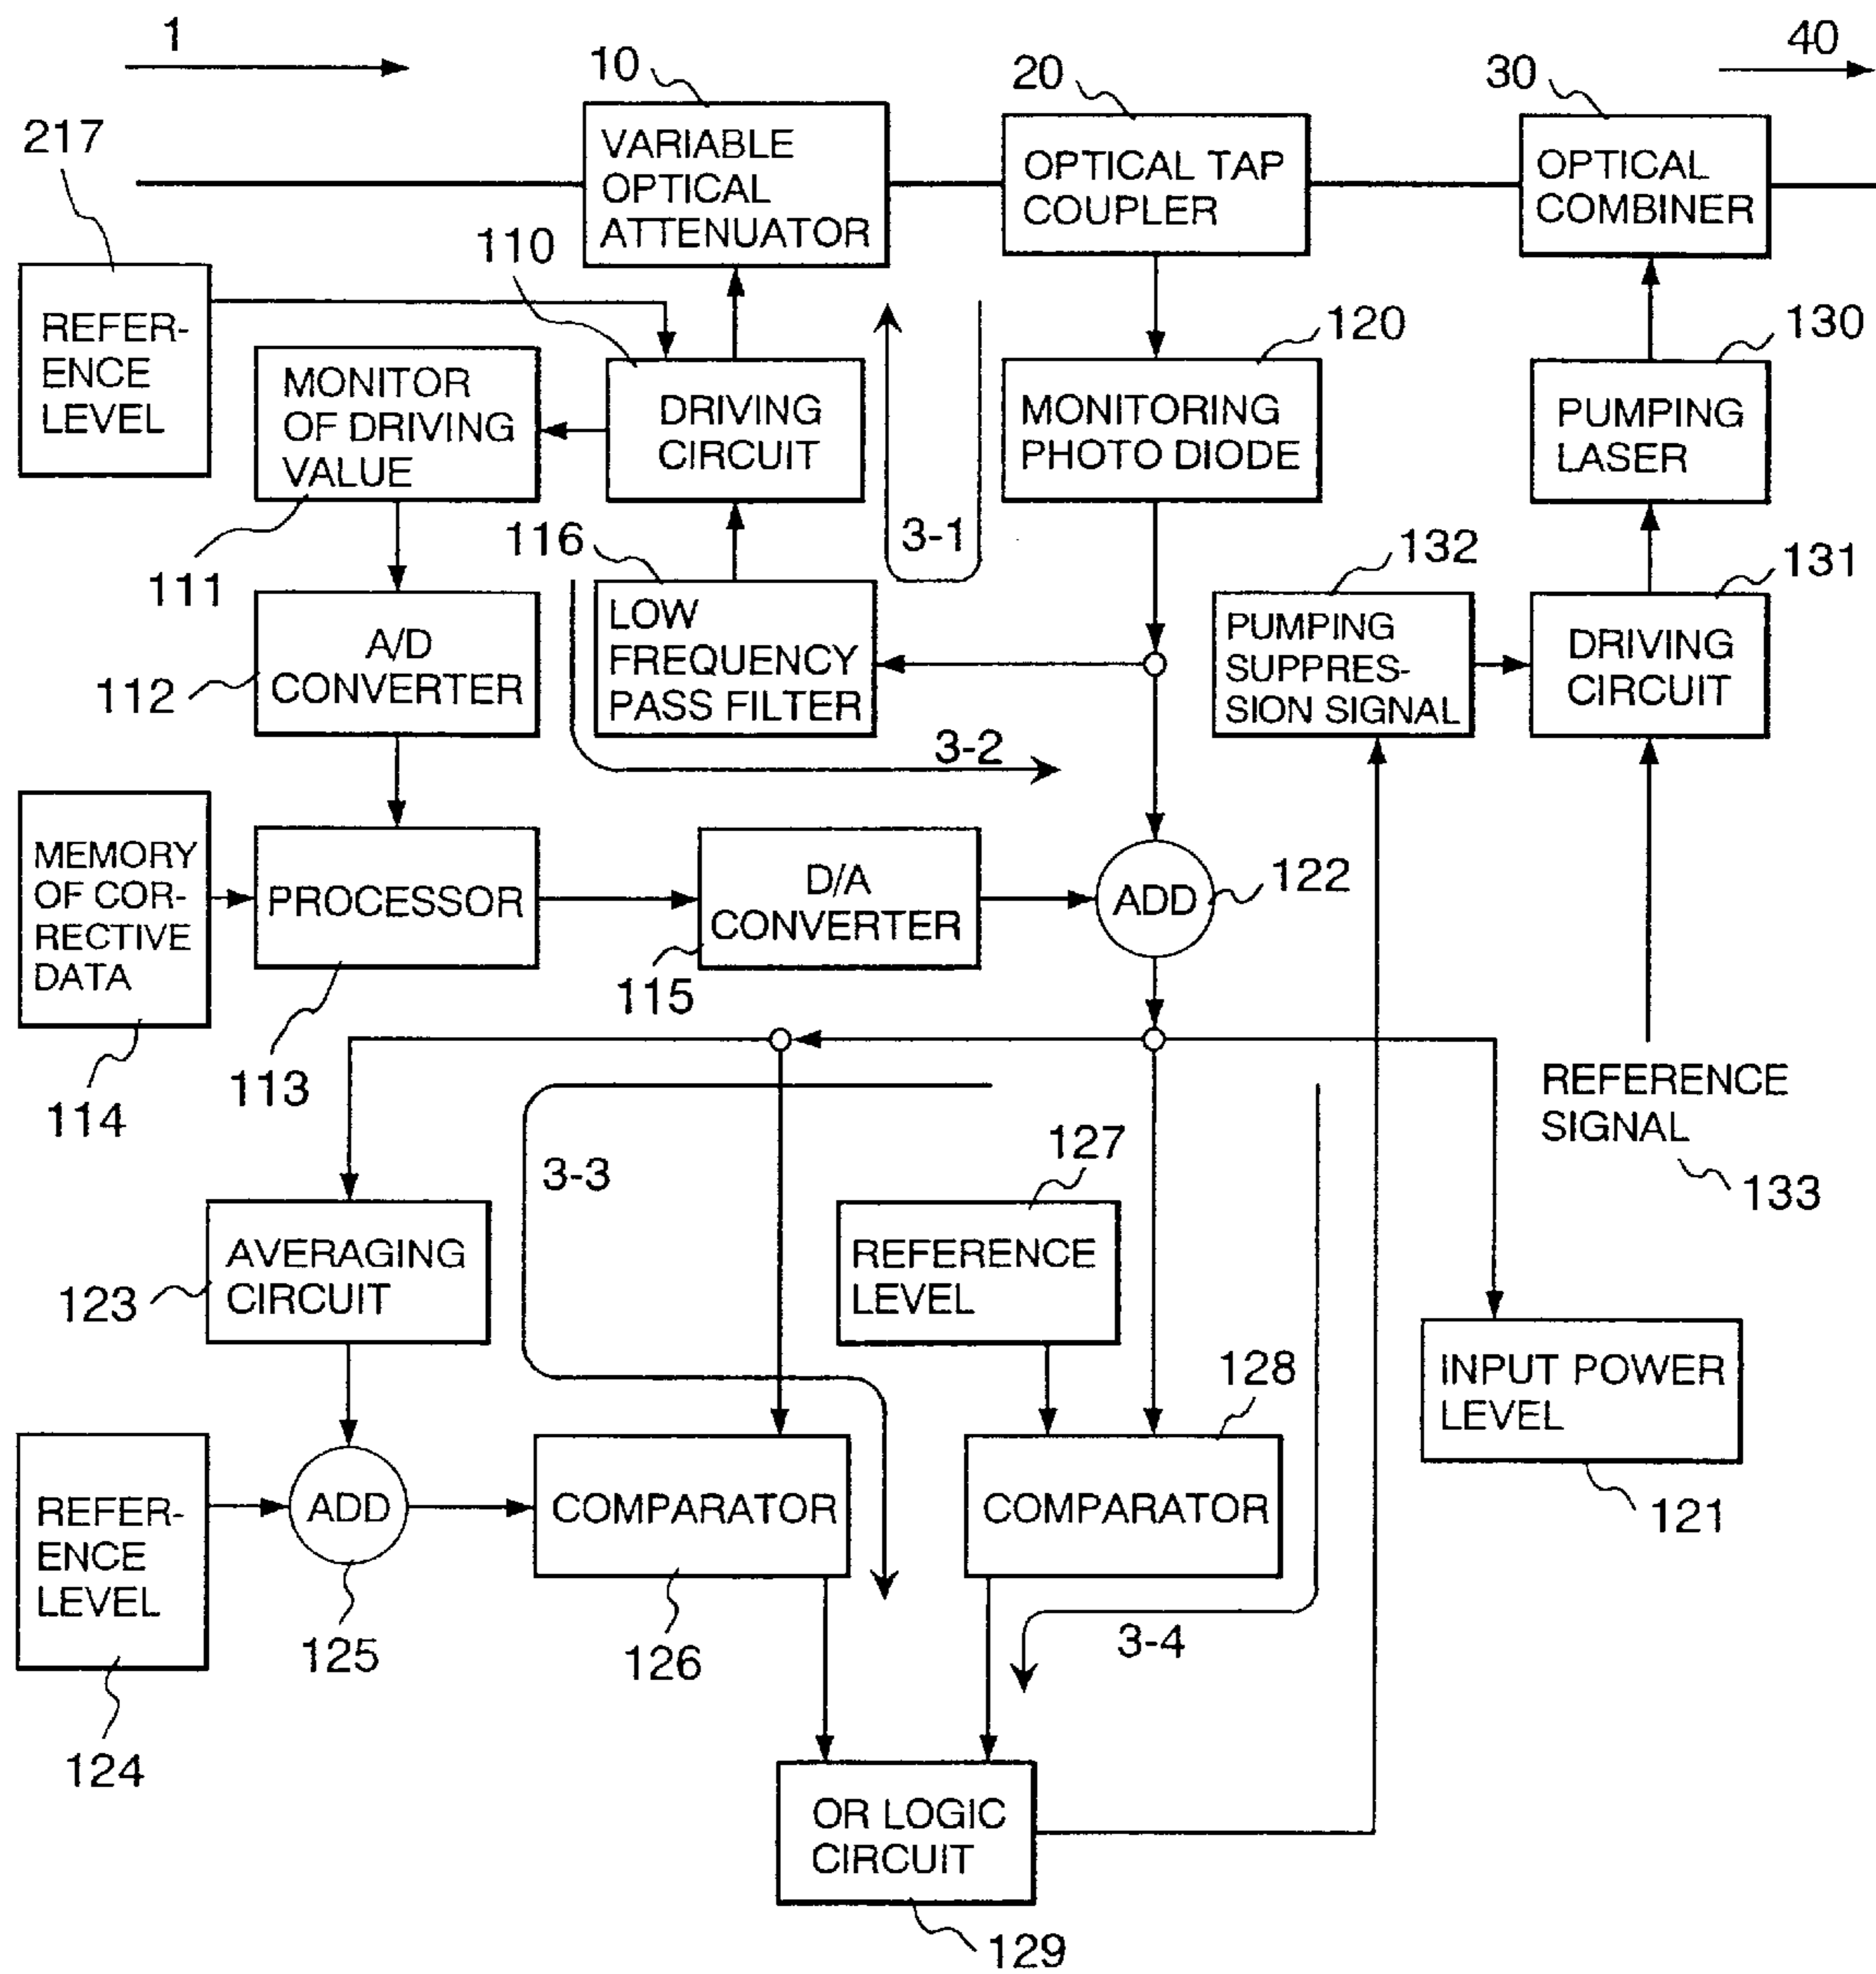 1
40
10
20
30
217
VARIABLE
OPTICAL
ATTENUATOR
OPTICAL TAP
COUPLER
OPTICAL
COMBINER
110
REFER-
ENCE
LEVEL
120
130
MONITOR
OF DRIVING
VALUE
DRIVING
CIRCUIT
MONITORING
PHOTO DIODE
PUMPING
LASER
3-1
116
132
131
111
A/D
CONVERTER
LOW
FREQUENCY
PASS FILTER
PUMPING
SUPPRES-
SION SIGNAL
DRIVING
CIRCUIT
112
3-2
MEMORY
OF COR-
RECTIVE
DATA
PROCESSOR
D/A
CONVERTER
ADD
122
115
114
113
REFERENCE
SIGNAL
133
3-3
127
AVERAGING
CIRCUIT
REFERENCE
LEVEL
123
128
INPUT POWER
LEVEL
REFER-
ENCE
LEVEL
ADD
COMPARATOR
COMPARATOR
121
125
126
3-4
124
OR LOGIC
CIRCUIT
129